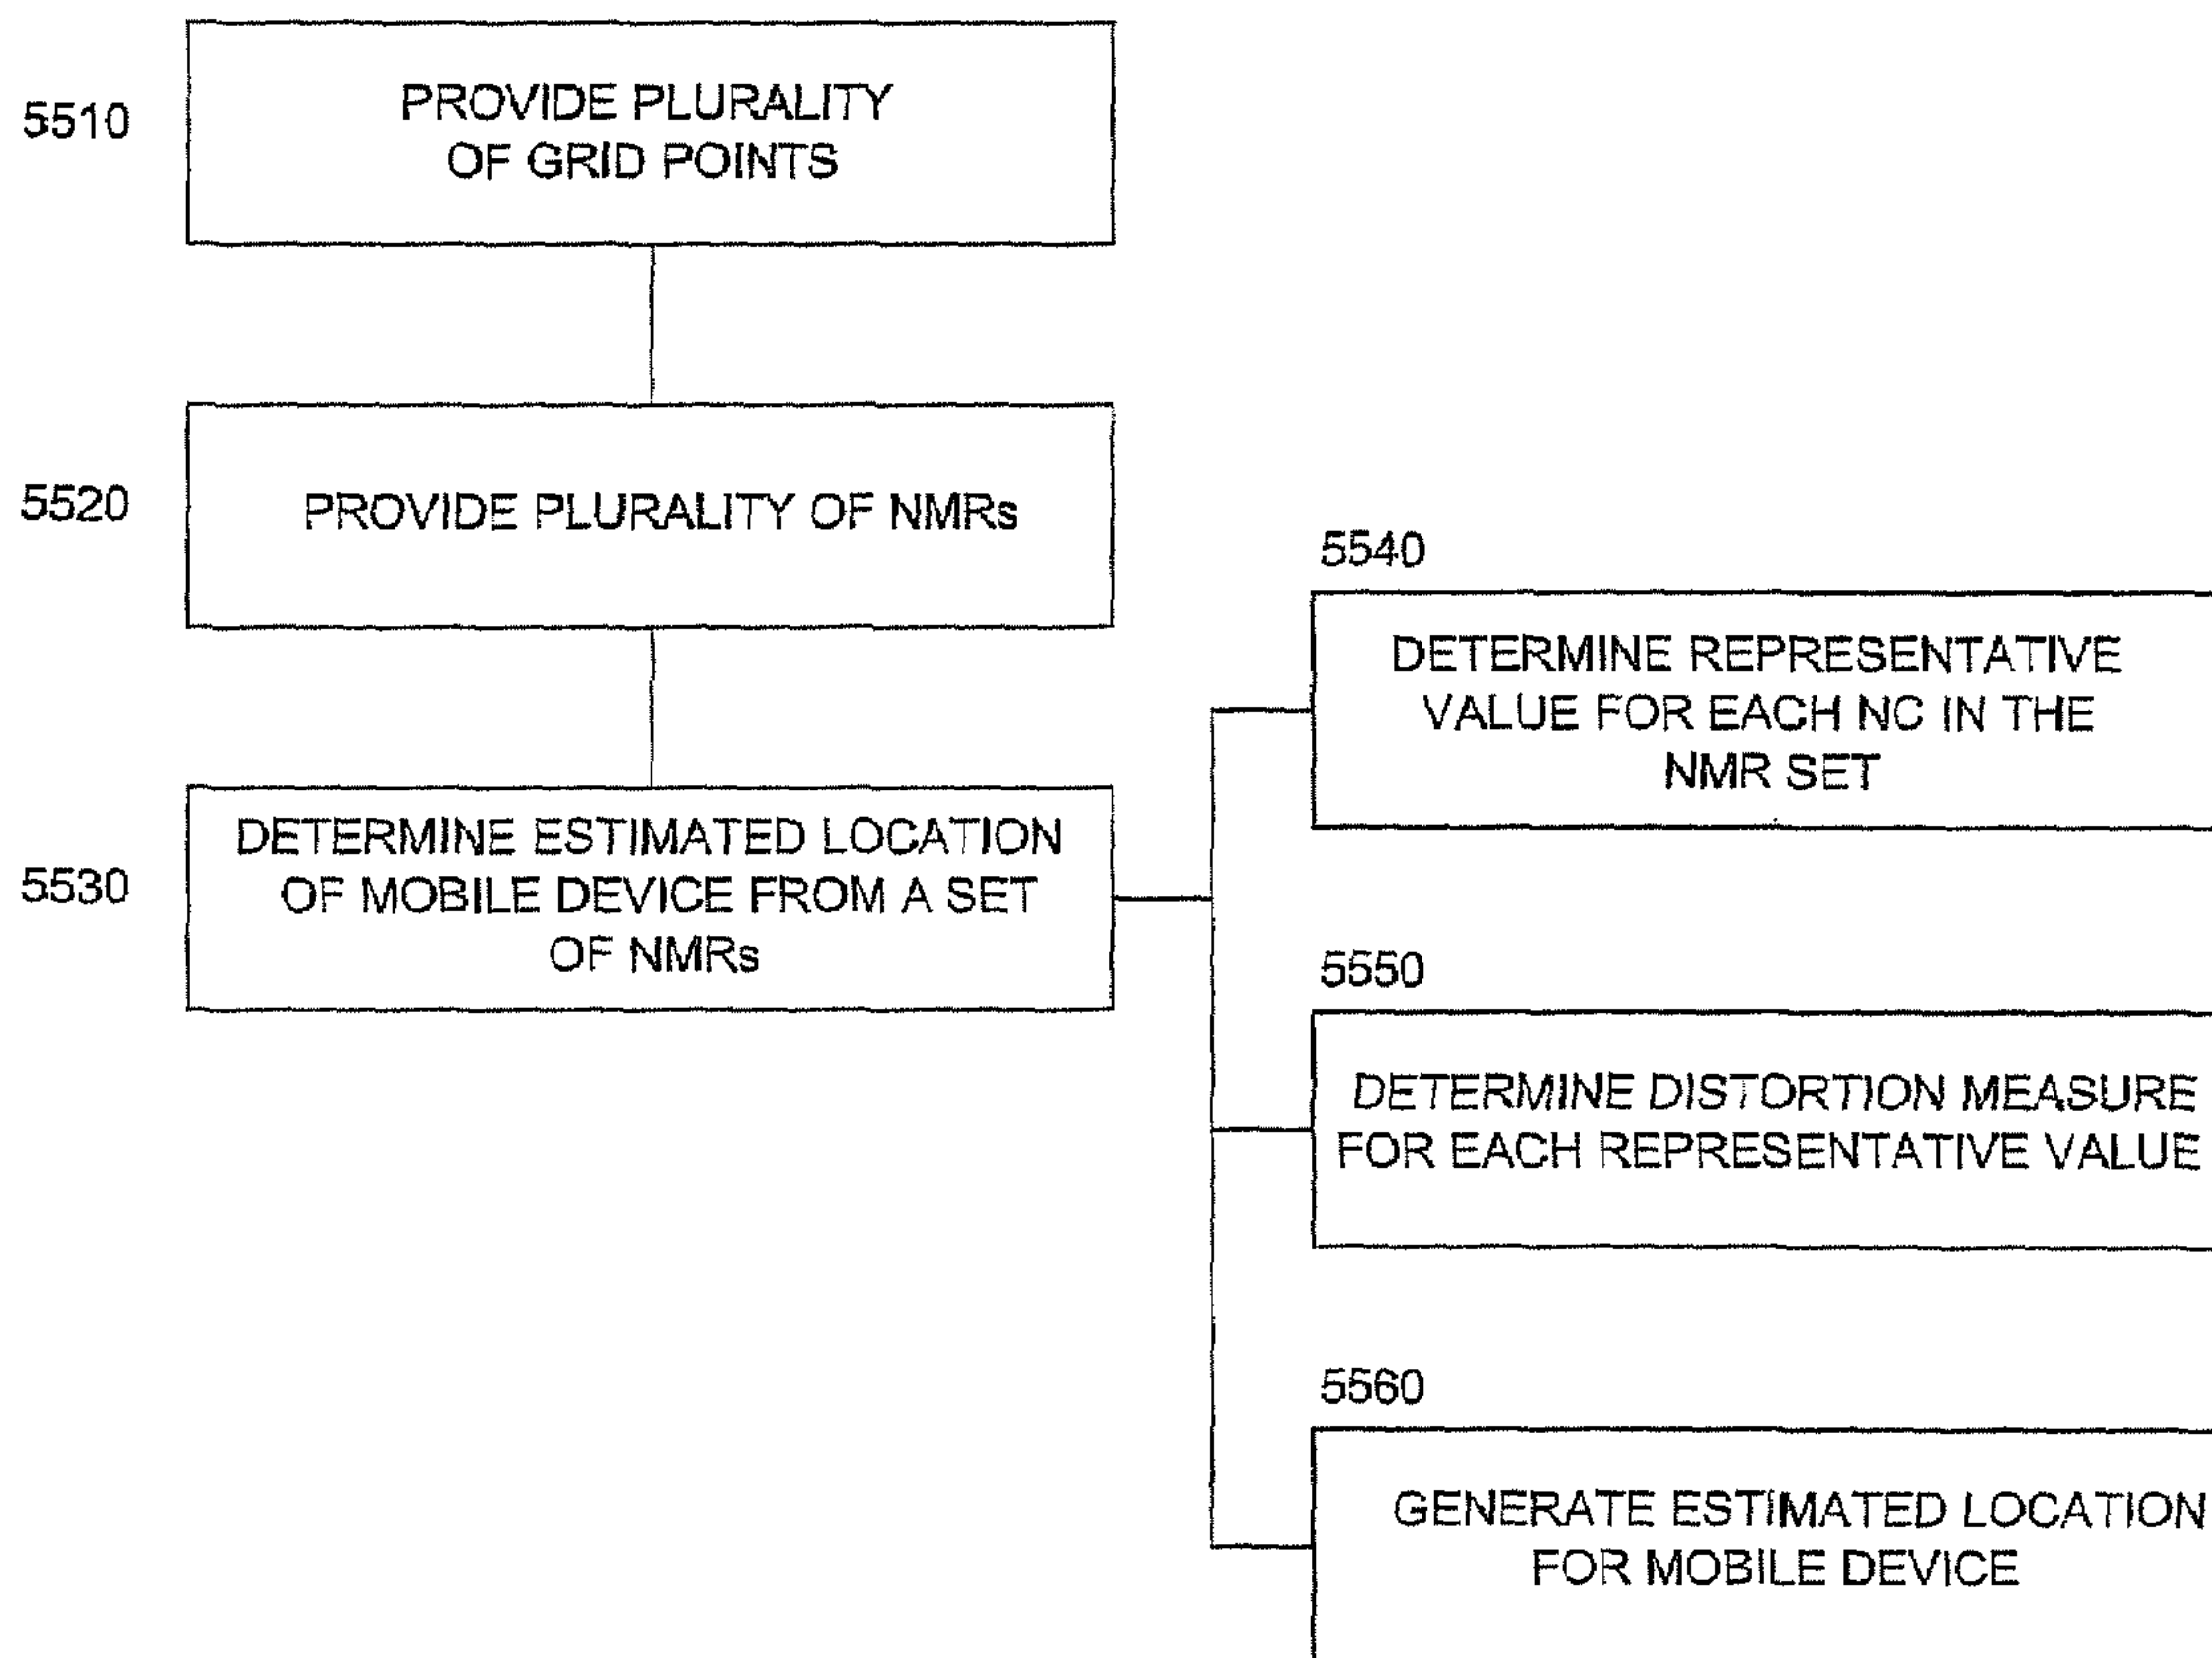 5510
PROVIDE PLURALITY
OF GRID POINTS
5520
PROVIDE PLURALITY OF NMRs
5530
DETERMINE ESTIMATED LOCATION
OF MOBILE DEVICE FROM A SET
OF NMRs
5540
DETERMINE REPRESENTATIVE
VALUE FOR EACH NC IN THE
NMR SET
5550
DETERMINE DISTORTION MEASURE
FOR EACH REPRESENTATIVE VALUE
5560
GENERATE ESTIMATED LOCATION
FOR MOBILE DEVICE